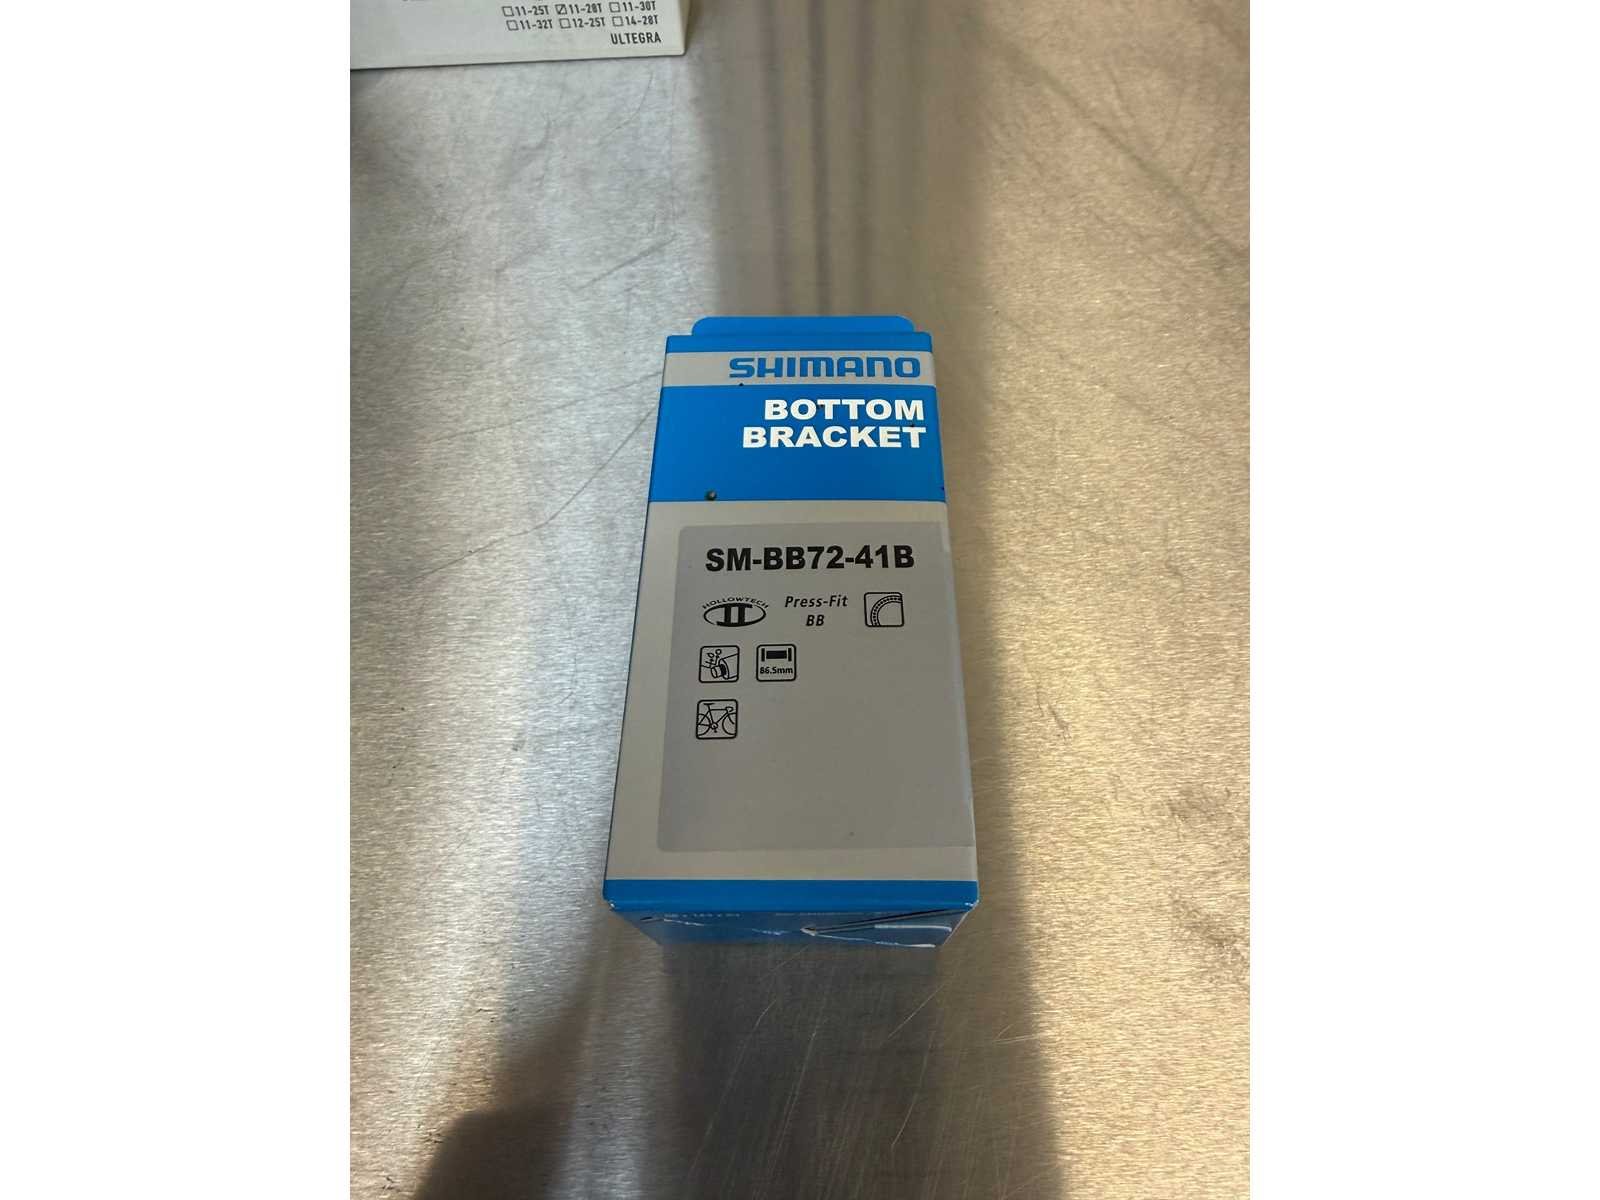 11-25T 11-28T 11-30T
11-32T 12-25T 14-28T
ULTEGRA
SHIMANO
BOTTOM
BRACKET
SM-BB72-41B
HOLLOWTECH
II
Press-Fit
BB
86.5mm